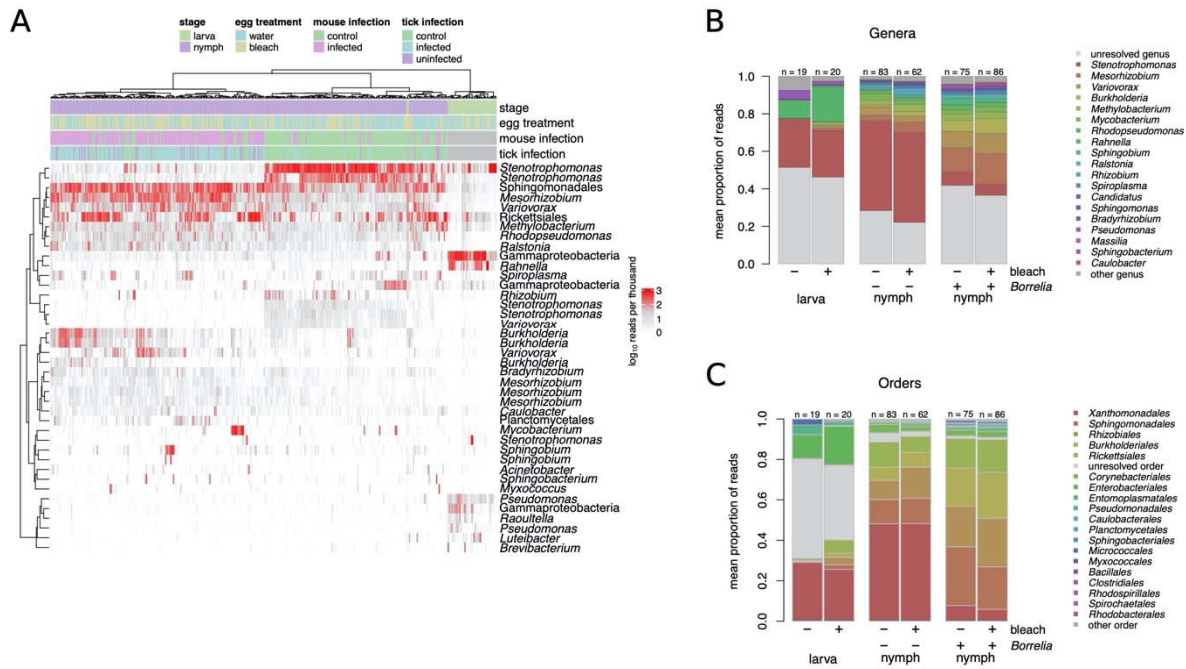 A
stage
larva
nymph
egg treatment
water
bleach
mouse infection
control
infected
tick infection
control
infected
uninfected
stage
egg treatment
mouse infection
tick infection
Stenotrophomonas
Stenotrophomonas
Sphingomonadales
Mesorhizobium
Variovorax
Rickettsiales
Methylobacterium
Rhodopseudomonas
Ralstonia
Gammaproteobacteria
Rahnella
Spiroplasma
Gammaproteobacteria
Rhizobium
Stenotrophomonas
Stenotrophomonas
Variovorax
Burkholderia
Burkholderia
Variovorax
Burkholderia
Bradyrhizobium
Mesorhizobium
Mesorhizobium
Mesorhizobium
Caulobacter
Planctomycetales
Mycobacterium
Stenotrophomonas
Sphingobium
Sphingobium
Acinetobacter
Sphingobacterium
Myxococcus
Pseudomonas
Gammaproteobacteria
Raoultella
Pseudomonas
Luteibacter
Brevibacterium
log10 reads per thousand
3
2
1
0
B
Genera
mean proportion of reads
1.0
0.8
0.6
0.4
0.2
0.0
n = 19
n = 20
n = 83
n = 62
n = 75
n = 86
− + − + − + bleach
− − + + Borrelia
larva
nymph
nymph
unresolved genus
Stenotrophomonas
Mesorhizobium
Variovorax
Burkholderia
Methylobacterium
Mycobacterium
Rhodopseudomonas
Rahnella
Sphingobium
Ralstonia
Rhizobium
Spiroplasma
Candidatus
Sphingomonas
Bradyrhizobium
Pseudomonas
Massilia
Sphingobacterium
Caulobacter
other genus
C
Orders
mean proportion of reads
1.0
0.8
0.6
0.4
0.2
0.0
n = 19
n = 20
n = 83
n = 62
n = 75
n = 86
− + − + − + bleach
− − + + Borrelia
larva
nymph
nymph
Xanthomonadales
Sphingomonadales
Rhizobiales
Burkholderiales
Rickettsiales
unresolved order
Corynebacteriales
Enterobacteriales
Entomoplasmatales
Pseudomonadales
Caulobacterales
Planctomycetales
Sphingobacteriales
Micrococcales
Myxococcales
Bacillales
Clostridiales
Rhodospirillales
Spirochaetales
Rhodobacterales
other order